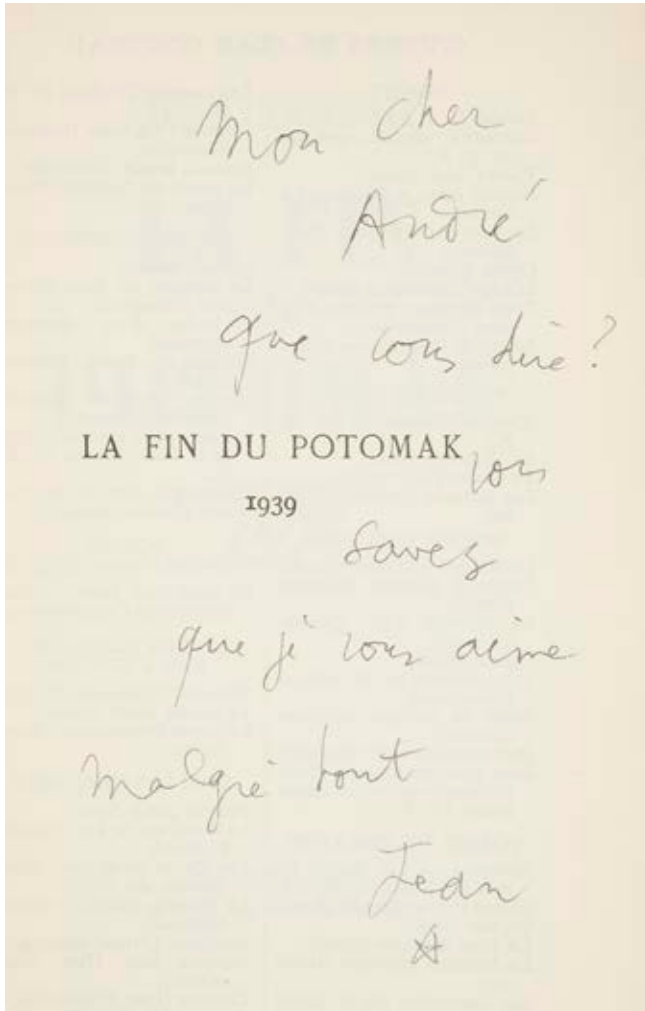 Mon cher
André
que vous dire?
LA FIN DU POTOMAK
vous
1939
savez
que je vous aime
malgré tout
Jean